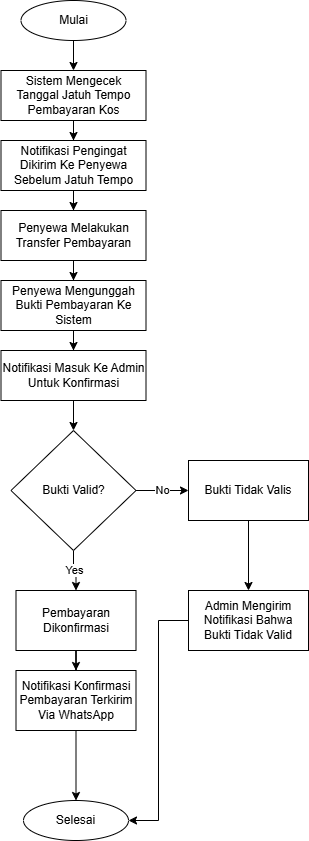 Mulai
Sistem Mengecek
Tanggal Jatuh Tempo
Pembayaran Kos
Notifikasi Pengingat
Dikirim Ke Penyewa
Sebelum Jatuh Tempo
Penyewa Melakukan
Transfer Pembayaran
Penyewa Mengunggah
Bukti Pembayaran Ke
Sistem
Notifikasi Masuk Ke Admin
Untuk Konfirmasi
Bukti Valid?
No
Bukti Tidak Valis
Yes
Pembayaran
Dikonfirmasi
Admin Mengirim
Notifikasi Bahwa
Bukti Tidak Valid
Notifikasi Konfirmasi
Pembayaran Terkirim
Via WhatsApp
Selesai